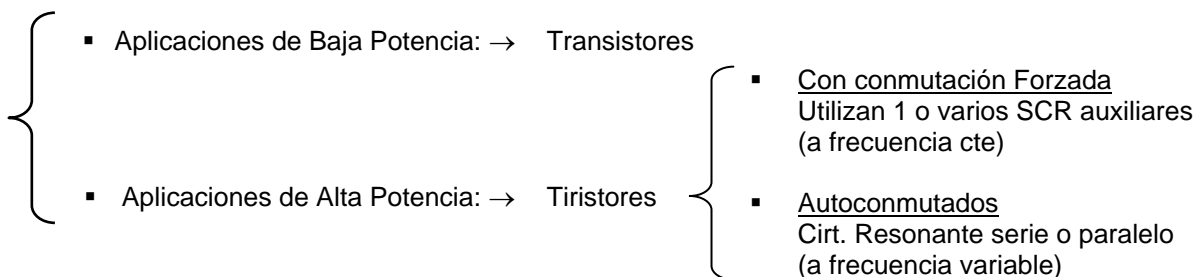 ▪ Aplicaciones de Baja Potencia: → Transistores
▪ Con conmutación Forzada
Utilizan 1 o varios SCR auxiliares
(a frecuencia cte)
▪ Aplicaciones de Alta Potencia: → Tiristores
▪ Autoconmutados
Cirt. Resonante serie o paralelo
(a frecuencia variable)